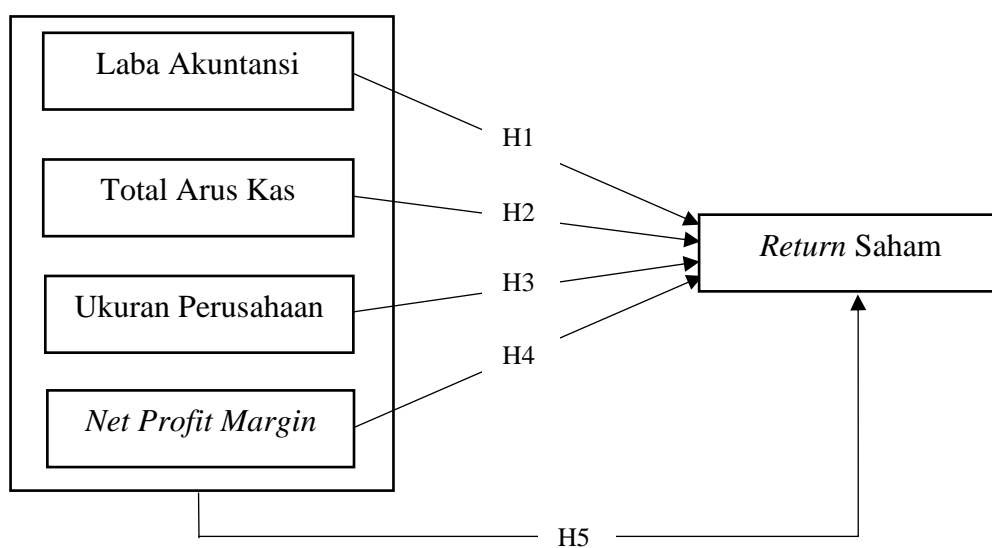 Laba Akuntansi
H1
Total Arus Kas
H2
Return Saham
Ukuran Perusahaan
H3
H4
Net Profit Margin
H5